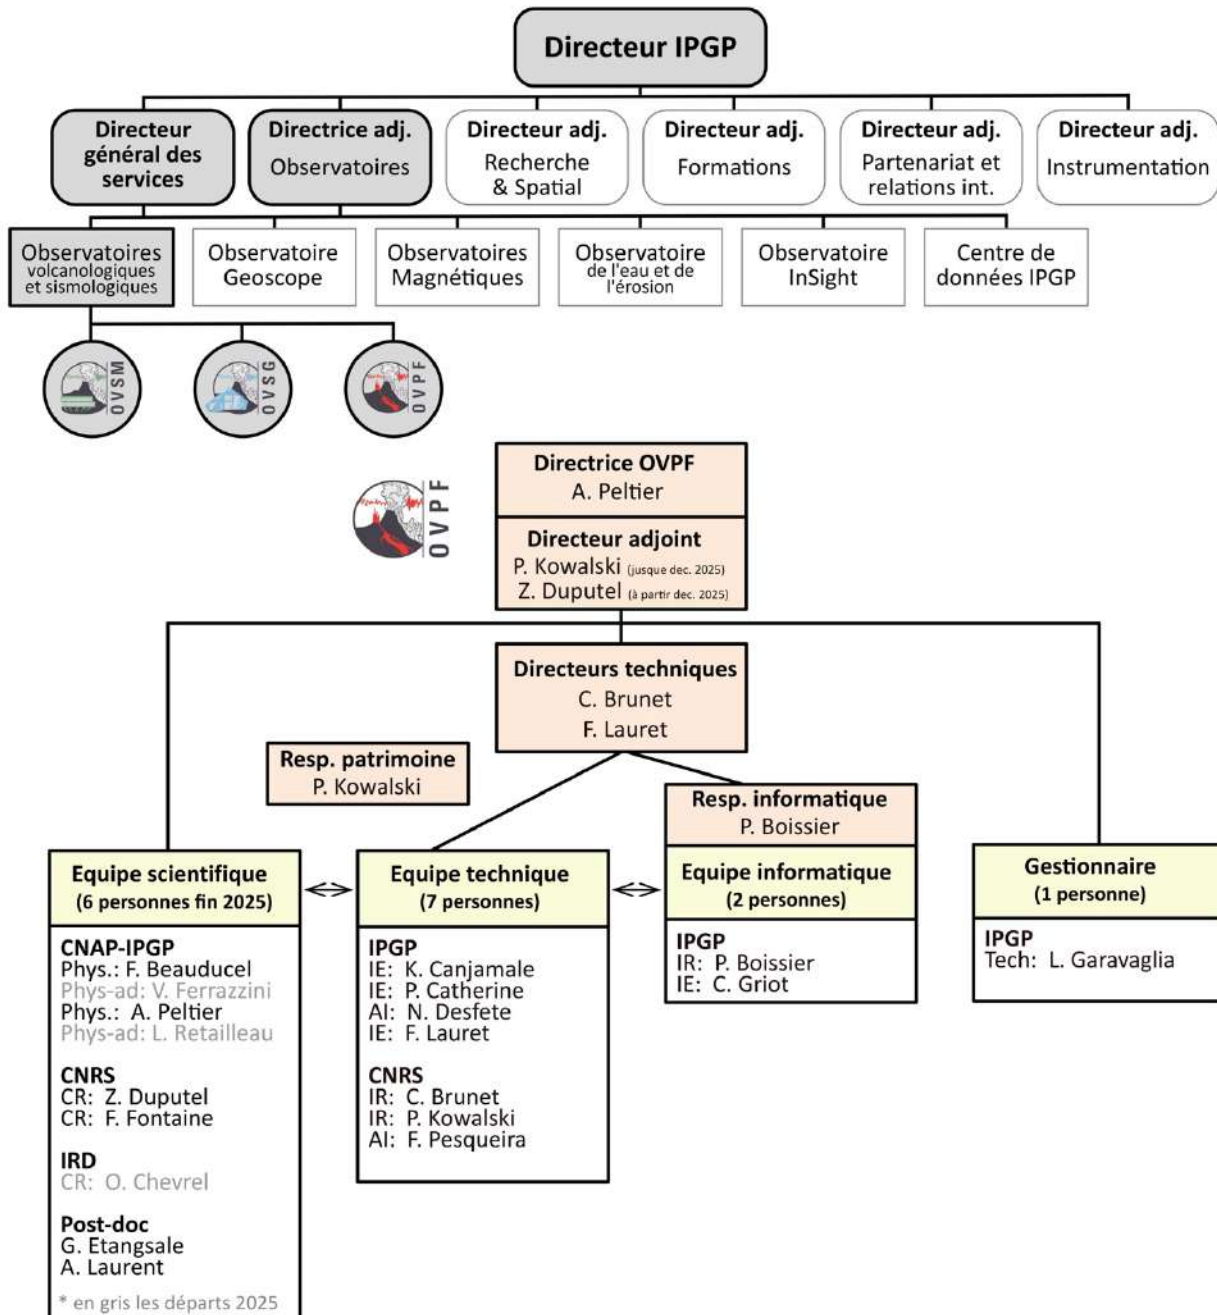 Directeur IPGP
Directeur
général des
services
Directrice adj.
Observatoires
Directeur adj.
Recherche
& Spatial
Directeur adj.
Formations
Directeur adj.
Partenariat et
relations int.
Directeur adj.
Instrumentation
Observatoires
volcanologiques
et sismologiques
Observatoire
Geoscope
Observatoires
Magnétiques
Observatoire
de l'eau et de
l'érosion
Observatoire
InSight
Centre de
données IPGP
OVSM
OVSG
OVPF
OVPF
Directrice OVPF
A. Peltier
Directeur adjoint
P. Kowalski (jusque dec. 2025)
Z. Duputel (à partir dec. 2025)
Directeurs techniques
C. Brunet
F. Lauret
Resp. patrimoine
P. Kowalski
Resp. informatique
P. Boissier
Equipe scientifique
(6 personnes fin 2025)
CNAP-IPGP
Phys.: F. Beauducel
Phys-ad: V. Ferrazzini
Phys.: A. Peltier
Phys-ad: L. Retailleau
CNRS
CR: Z. Duputel
CR: F. Fontaine
IRD
CR: O. Chevrel
Post-doc
G. Etangsale
A. Laurent
* en gris les départs 2025
Equipe technique
(7 personnes)
IPGP
IE: K. Canjamale
IE: P. Catherine
AI: N. Desfete
IE: F. Lauret
CNRS
IR: C. Brunet
IR: P. Kowalski
AI: F. Pesqueira
Equipe informatique
(2 personnes)
IPGP
IR: P. Boissier
IE: C. Griot
Gestionnaire
(1 personne)
IPGP
Tech: L. Garavaglia